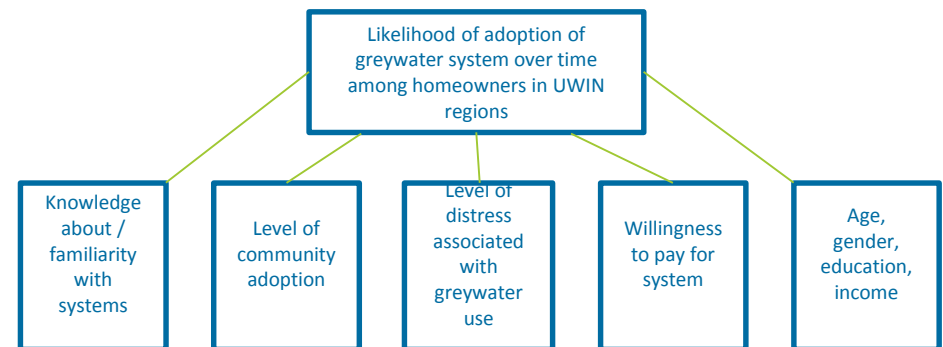 Likelihood of adoption of
greywater system over time
among homeowners in UWIN
regions
Knowledge
about /
familiarity
with
systems
Level of
community
adoption
Level of
distress
associated
with
greywater
use
Willingness
to pay for
system
Age,
gender,
education,
income